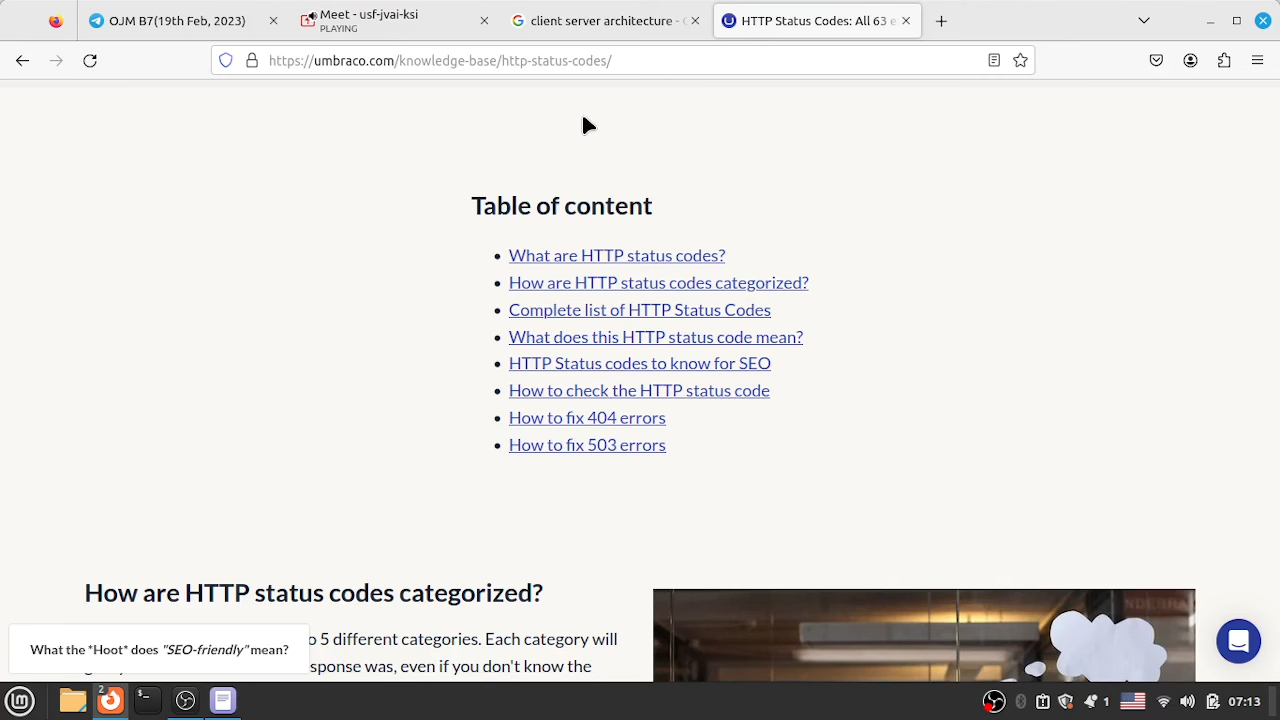 OJM B7(19th Feb, 2023)
Meet - usf-jvai-ksi
PLAYING
client server architecture -
HTTP Status Codes: All 63 e
https://umbraco.com/knowledge-base/http-status-codes/
Table of content
What are HTTP status codes?
How are HTTP status codes categorized?
Complete list of HTTP Status Codes
What does this HTTP status code mean?
HTTP Status codes to know for SEO
How to check the HTTP status code
How to fix 404 errors
How to fix 503 errors
How are HTTP status codes categorized?
o 5 different categories. Each category will
What the *Hoot* does "SEO-friendly" mean?
sponse was, even if you don't know the
2
1
07:13